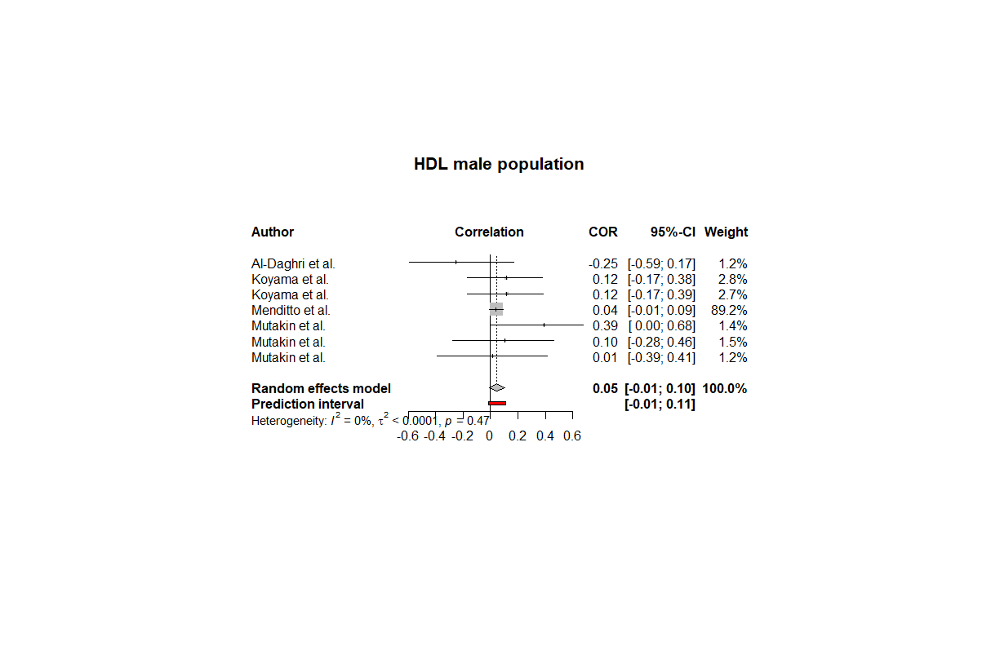 HDL male population
Author Correlation COR 95%-CI Weight
Al-Daghri et al. -0.25 [-0.59; 0.17] 1.2%
Koyama et al. 0.12 [-0.17; 0.38] 2.8%
Koyama et al. 0.12 [-0.17; 0.39] 2.7%
Menditto et al. 0.04 [-0.01; 0.09] 89.2%
Mutakin et al. 0.39 [ 0.00; 0.68] 1.4%
Mutakin et al. 0.10 [-0.28; 0.46] 1.5%
Mutakin et al. 0.01 [-0.39; 0.41] 1.2%
Random effects model 0.05 [-0.01; 0.10] 100.0%
Prediction interval [-0.01; 0.11]
Heterogeneity: I² = 0%, τ² < 0.0001, p = 0.47
-0.6 -0.4 -0.2 0 0.2 0.4 0.6